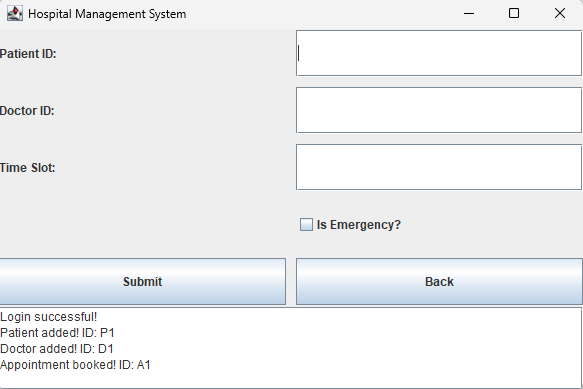 Hospital Management System
Patient ID:
Doctor ID:
Time Slot:
Is Emergency?
Submit Back
Login successful!
Patient added! ID: P1
Doctor added! ID: D1
Appointment booked! ID: A1